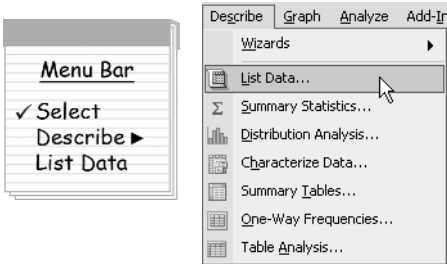 Menu Bar
✓ Select
Describe ▶
List Data
Describe Graph Analyze Add-In
Wizards
List Data...
Summary Statistics...
Distribution Analysis...
Characterize Data...
Summary Tables...
One-Way Frequencies...
Table Analysis...